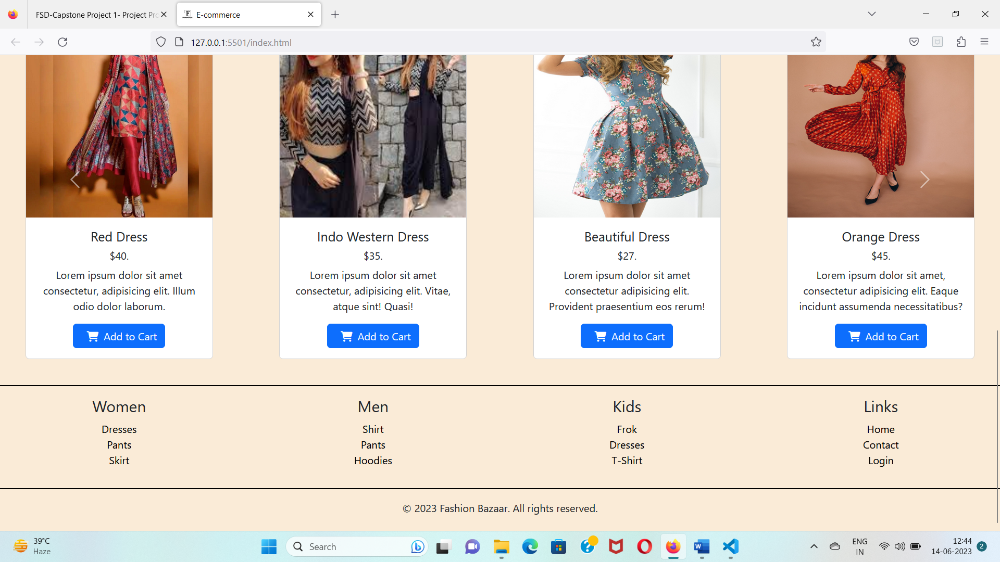 FSD-Capstone Project 1- Project Pro
E-commerce
127.0.0.1:5501/index.html
Red Dress
$40.
Lorem ipsum dolor sit amet
consectetur, adipisicing elit. Illum
odio dolor laborum.
Add to Cart
Indo Western Dress
$35.
Lorem ipsum dolor sit amet
consectetur, adipisicing elit. Vitae,
atque sint! Quasi!
Add to Cart
Beautiful Dress
$27.
Lorem ipsum dolor sit amet
consectetur adipisicing elit.
Provident praesentium eos rerum!
Add to Cart
Orange Dress
$45.
Lorem ipsum dolor sit amet,
consectetur adipisicing elit. Eaque
incidunt assumenda necessitatibus?
Add to Cart
Women
Dresses
Pants
Skirt
Men
Shirt
Pants
Hoodies
Kids
Frok
Dresses
T-Shirt
Links
Home
Contact
Login
© 2023 Fashion Bazaar. All rights reserved.
39°C
Haze
Search
ENG
IN
12:44
14-06-2023
2